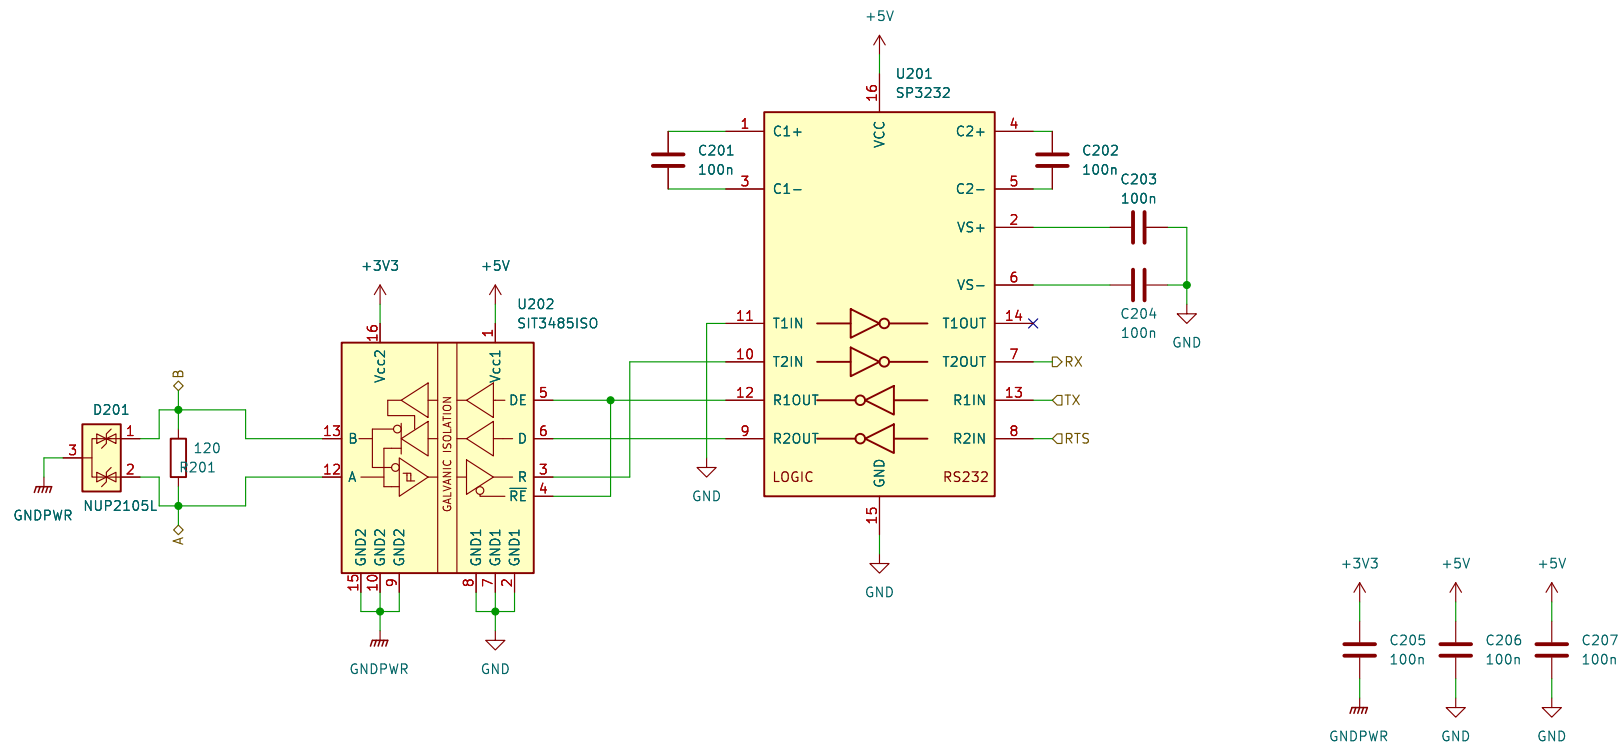 +5V
U201
SP3232
16
VCC
1
C1+
C2+
4
C201
100n
C202
100n
3
C1-
C2-
5
C203
100n
VS+
2
VS-
6
C204
100n
GND
11
T1IN
T1OUT
14
10
T2IN
T2OUT
7
RX
12
R1OUT
R1IN
13
TX
9
R2OUT
R2IN
8
RTS
LOGIC
GND
RS232
15
GND
GND
+3V3
+5V
U202
SIT3485ISO
16
1
Vcc2
Vcc1
GALVANIC ISOLATION
DE
5
13
B
D
6
12
A
R
3
RE
4
GND2
GND2
GND2
GND1
GND1
GND1
15
10
9
8
7
2
GNDPWR
GND
B
D201
1
3
2
120
R201
NUP2105L
GNDPWR
A
+3V3
+5V
+5V
C205
100n
C206
100n
C207
100n
GNDPWR
GND
GND